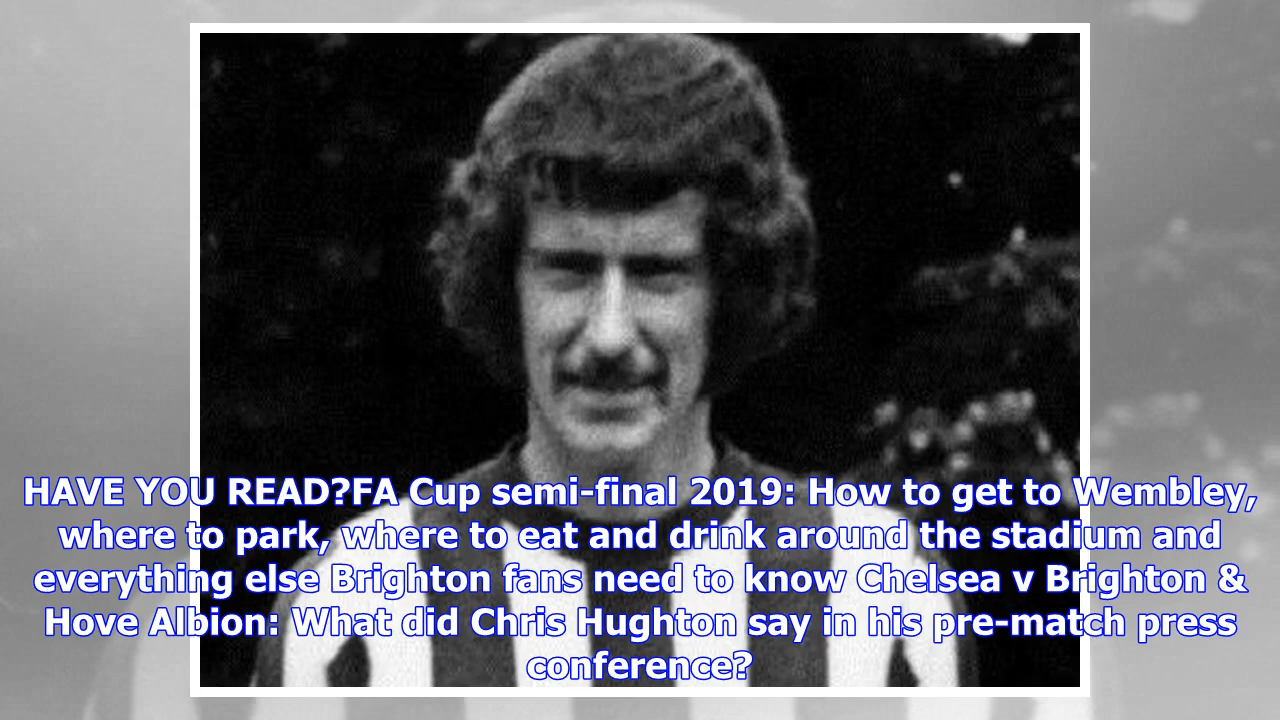 HAVE YOU READ?FA Cup semi-final 2019: How to get to Wembley,
where to park, where to eat and drink around the stadium and
everything else Brighton fans need to know Chelsea v Brighton &
Hove Albion: What did Chris Hughton say in his pre-match press
conference?